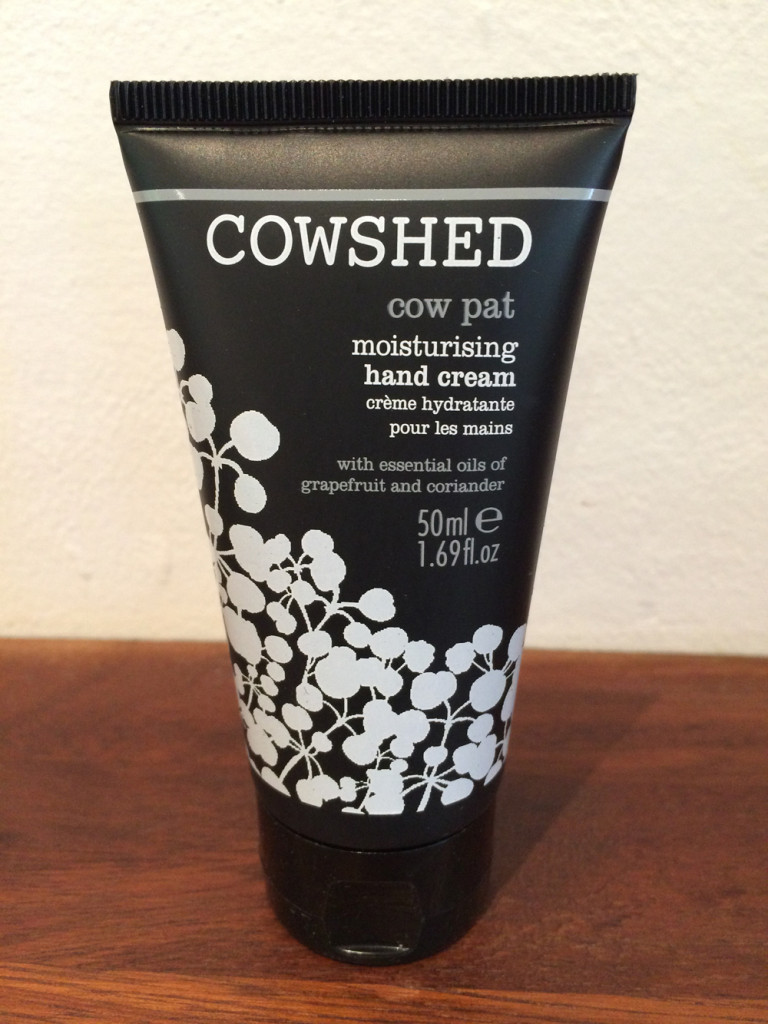 COWSHED
cow pat
moisturising
hand cream
crème hydratante
pour les mains
with essential oils of
grapefruit and coriander
50ml ℮
1.69fl.oz